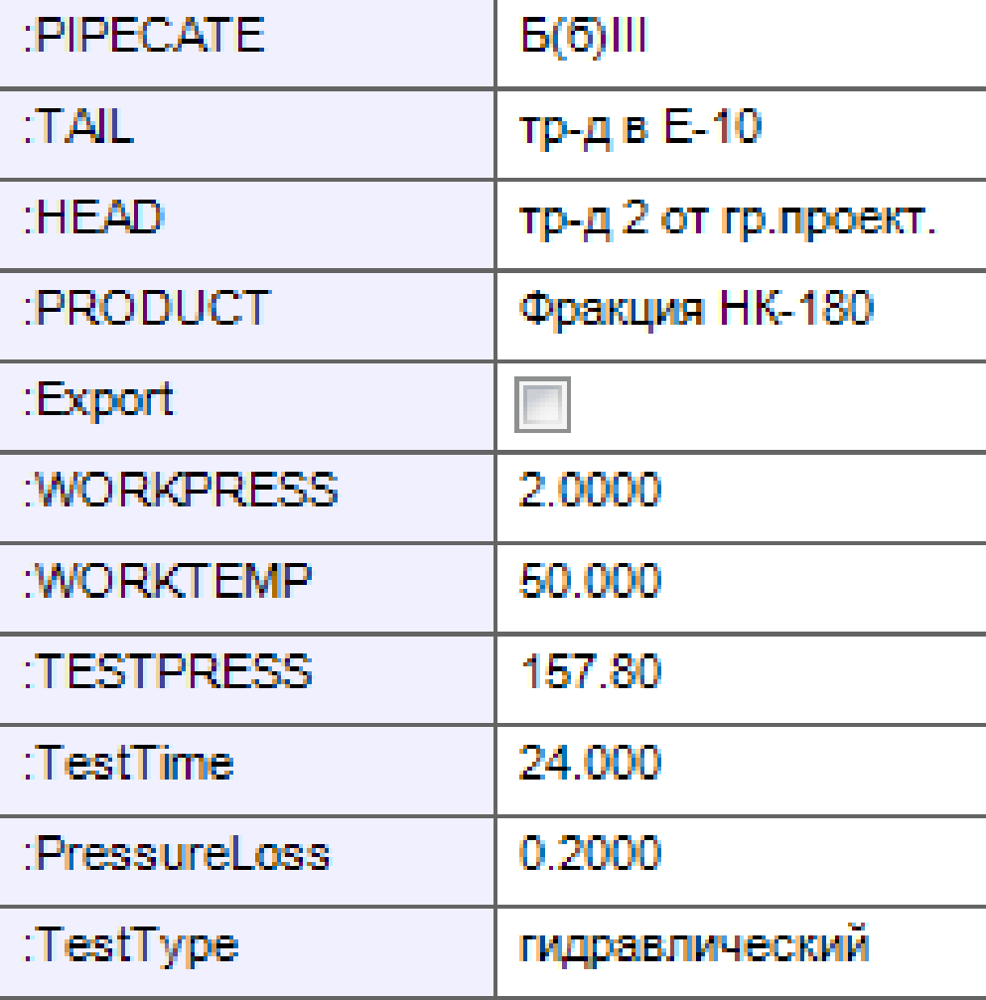 :PIPECATE Б(б)III
:TAIL тр-д в Е-10
:HEAD тр-д 2 от гр.проект.
:PRODUCT Фракция НК-180
:Export
:WORKPRESS 2.0000
:WORKTEMP 50.000
:TESTPRESS 157.80
:TestTime 24.000
:PressureLoss 0.2000
:TestType гидравлический